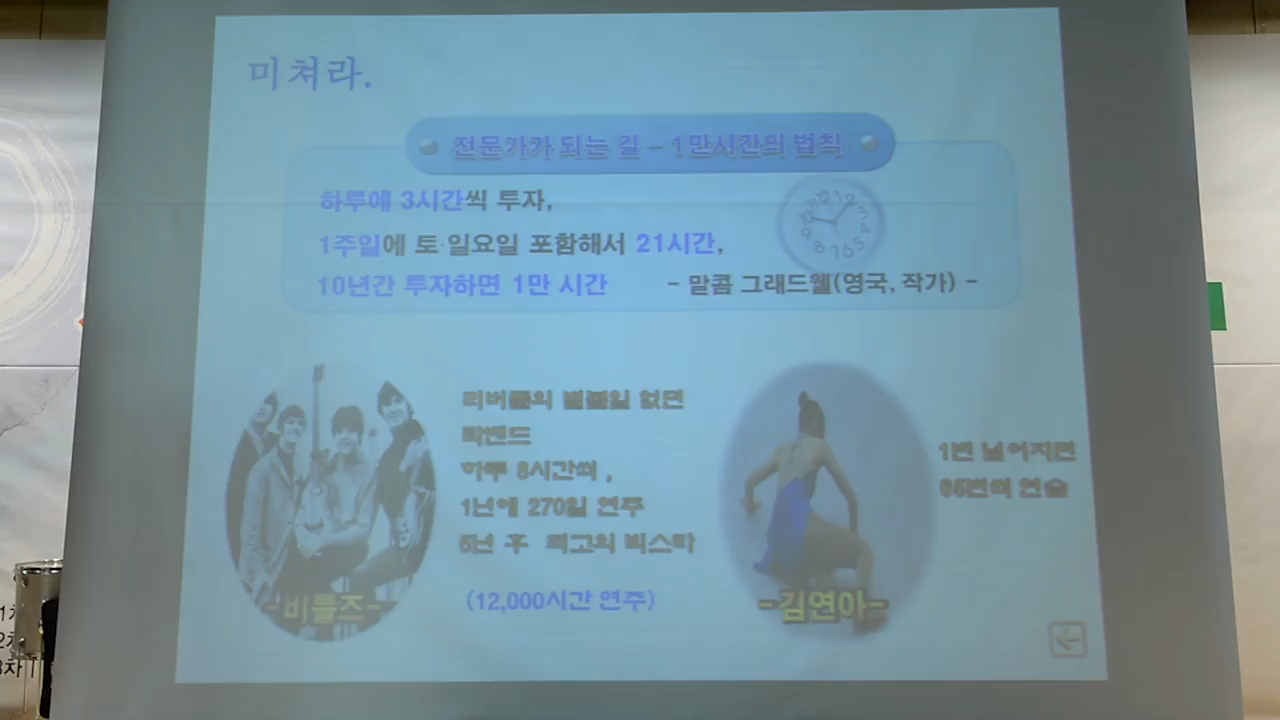 미쳐라.
전문가가 되는 길 - 1만시간의 법칙
하루에 3시간씩 투자,
1주일에 토·일요일 포함해서 21시간,
10년간 투자하면 1만 시간 - 말콤 그래드웰(영국, 작가) -
리버풀의 별볼일 없던
락밴드
하루 8시간씩 ,
1년에 270일 연주
5년 후 최고의 빅스타
(12,000시간 연주)
-비틀즈-
1번 넘어지면
65번의 연습
-김연아-